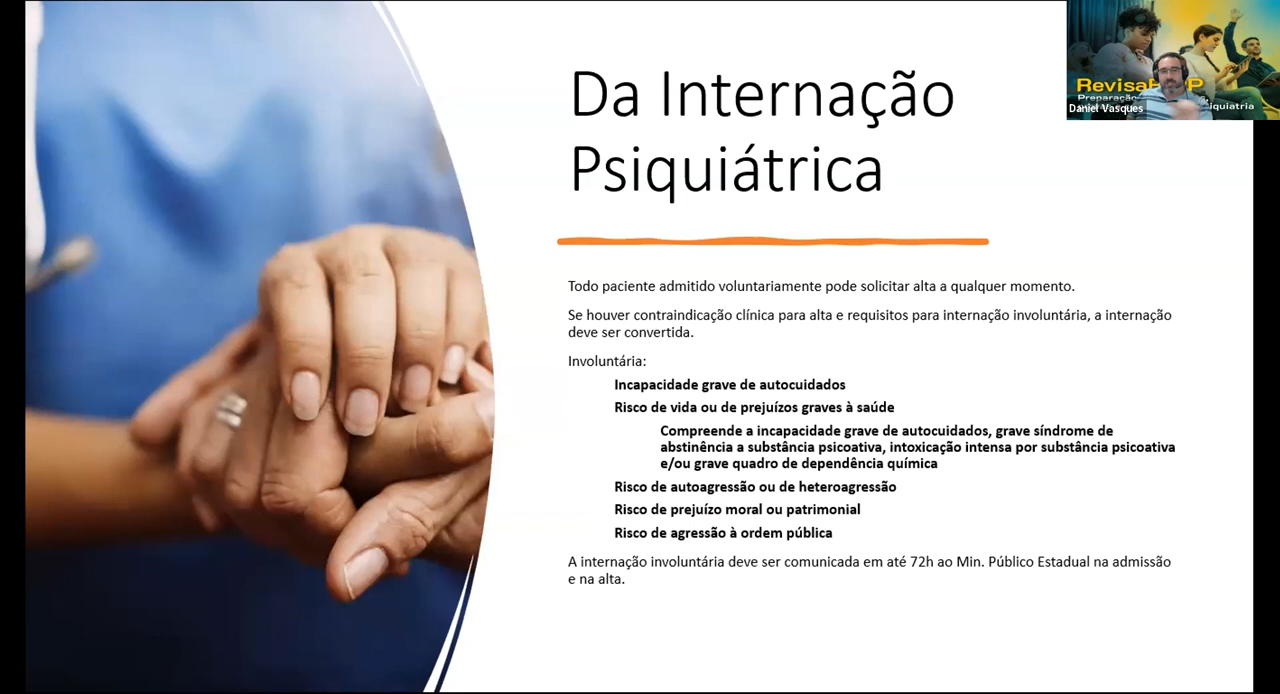 Da Internação
Psiquiátrica
Todo paciente admitido voluntariamente pode solicitar alta a qualquer momento.
Se houver contraindicação clínica para alta e requisitos para internação involuntária, a internação
deve ser convertida.
Involuntária:
Incapacidade grave de autocuidados
Risco de vida ou de prejuízos graves à saúde
Compreende a incapacidade grave de autocuidados, grave síndrome de
abstinência a substância psicoativa, intoxicação intensa por substância psicoativa
e/ou grave quadro de dependência química
Risco de autoagressão ou de heteroagressão
Risco de prejuízo moral ou patrimonial
Risco de agressão à ordem pública
A internação involuntária deve ser comunicada em até 72h ao Min. Público Estadual na admissão
e na alta.
Preparação
Daniel Vasques